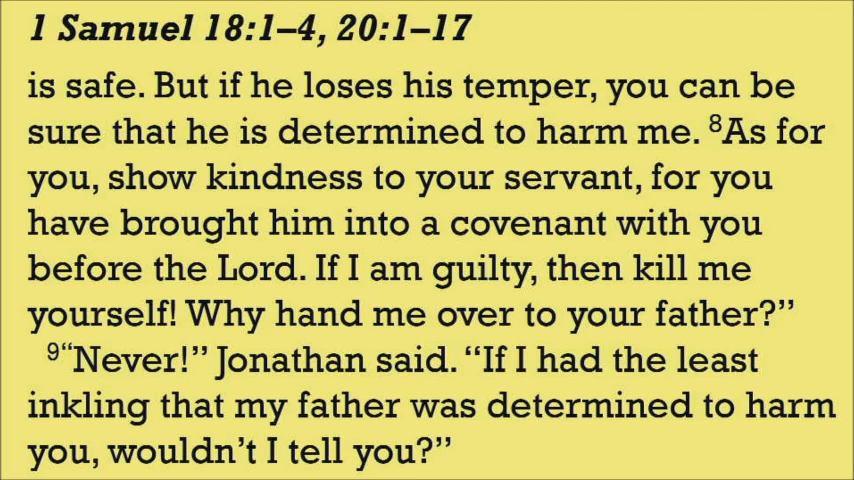 1 Samuel 18:1–4, 20:1–17
is safe. But if he loses his temper, you can be
sure that he is determined to harm me. ⁸As for
you, show kindness to your servant, for you
have brought him into a covenant with you
before the Lord. If I am guilty, then kill me
yourself! Why hand me over to your father?”
⁹“Never!” Jonathan said. “If I had the least
inkling that my father was determined to harm
you, wouldn’t I tell you?”